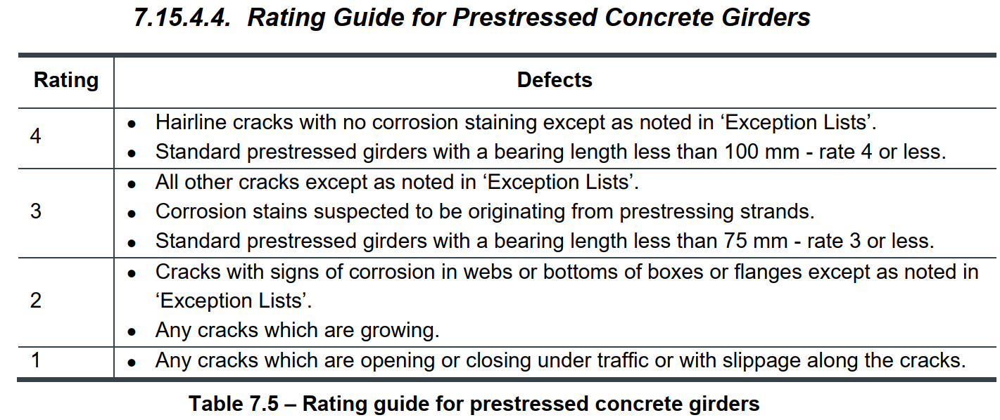 7.15.4.4. Rating Guide for Prestressed Concrete Girders
Rating Defects
4
• Hairline cracks with no corrosion staining except as noted in ‘Exception Lists’.
• Standard prestressed girders with a bearing length less than 100 mm - rate 4 or less.
3
• All other cracks except as noted in ‘Exception Lists’.
• Corrosion stains suspected to be originating from prestressing strands.
• Standard prestressed girders with a bearing length less than 75 mm - rate 3 or less.
2
• Cracks with signs of corrosion in webs or bottoms of boxes or flanges except as noted in
‘Exception Lists’.
• Any cracks which are growing.
1
• Any cracks which are opening or closing under traffic or with slippage along the cracks.
Table 7.5 – Rating guide for prestressed concrete girders